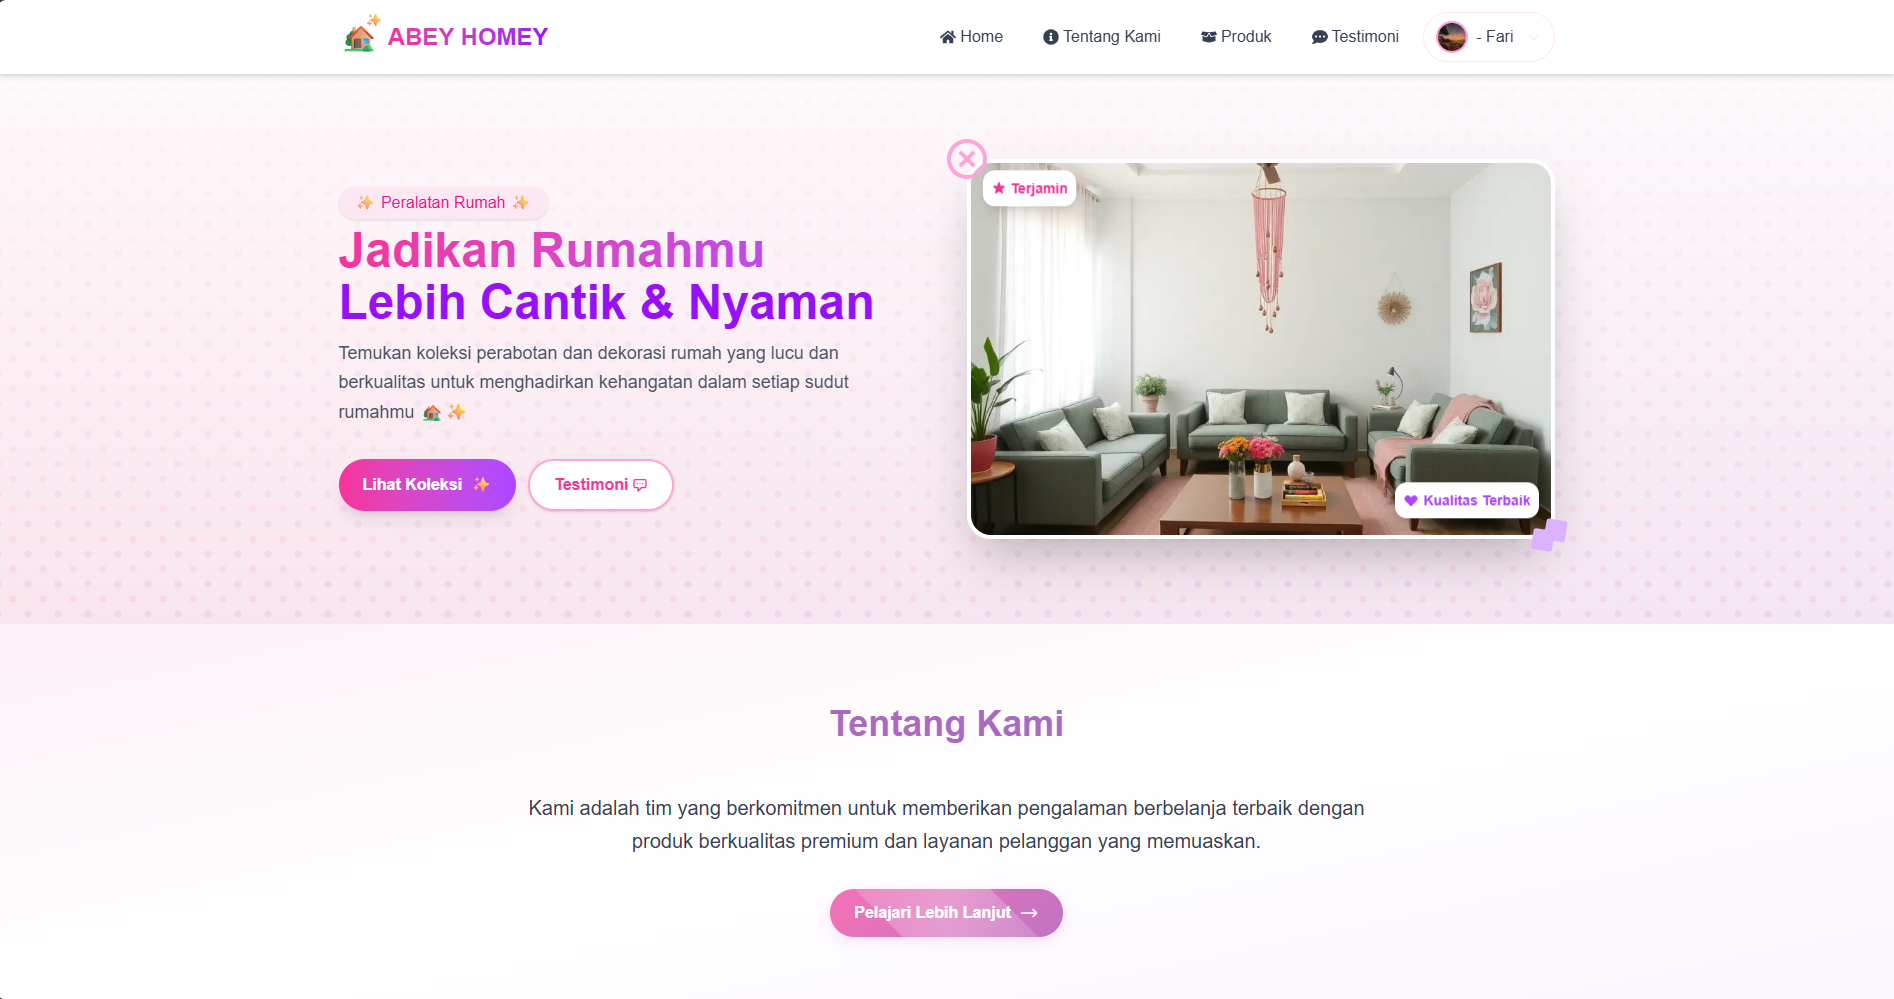 ABEY HOMEY
Home
Tentang Kami
Produk
Testimoni
- Fari
✨ Peralatan Rumah ✨
Jadikan Rumahmu
Lebih Cantik & Nyaman
Temukan koleksi perabotan dan dekorasi rumah yang lucu dan
berkualitas untuk menghadirkan kehangatan dalam setiap sudut
rumahmu 🏠 ✨
Lihat Koleksi ✨
Testimoni
Terjamin
Kualitas Terbaik
Tentang Kami
Kami adalah tim yang berkomitmen untuk memberikan pengalaman berbelanja terbaik dengan
produk berkualitas premium dan layanan pelanggan yang memuaskan.
Pelajari Lebih Lanjut →